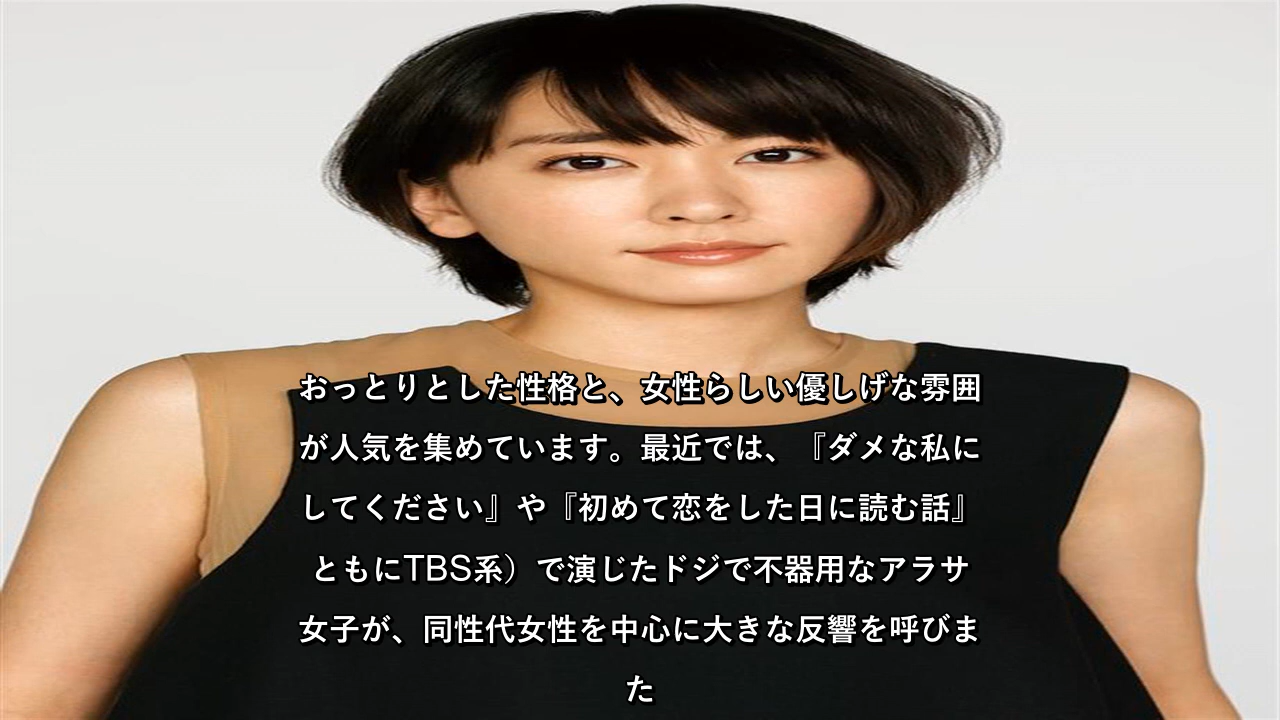 おっとりとした性格と、女性らしい優しげな雰囲
が人気を集めています。最近では、『ダメな私に
してください』や『初めて恋をした日に読む話』
ともにTBS系）で演じたドジで不器用なアラサ
女子が、同性代女性を中心に大きな反響を呼びま
た